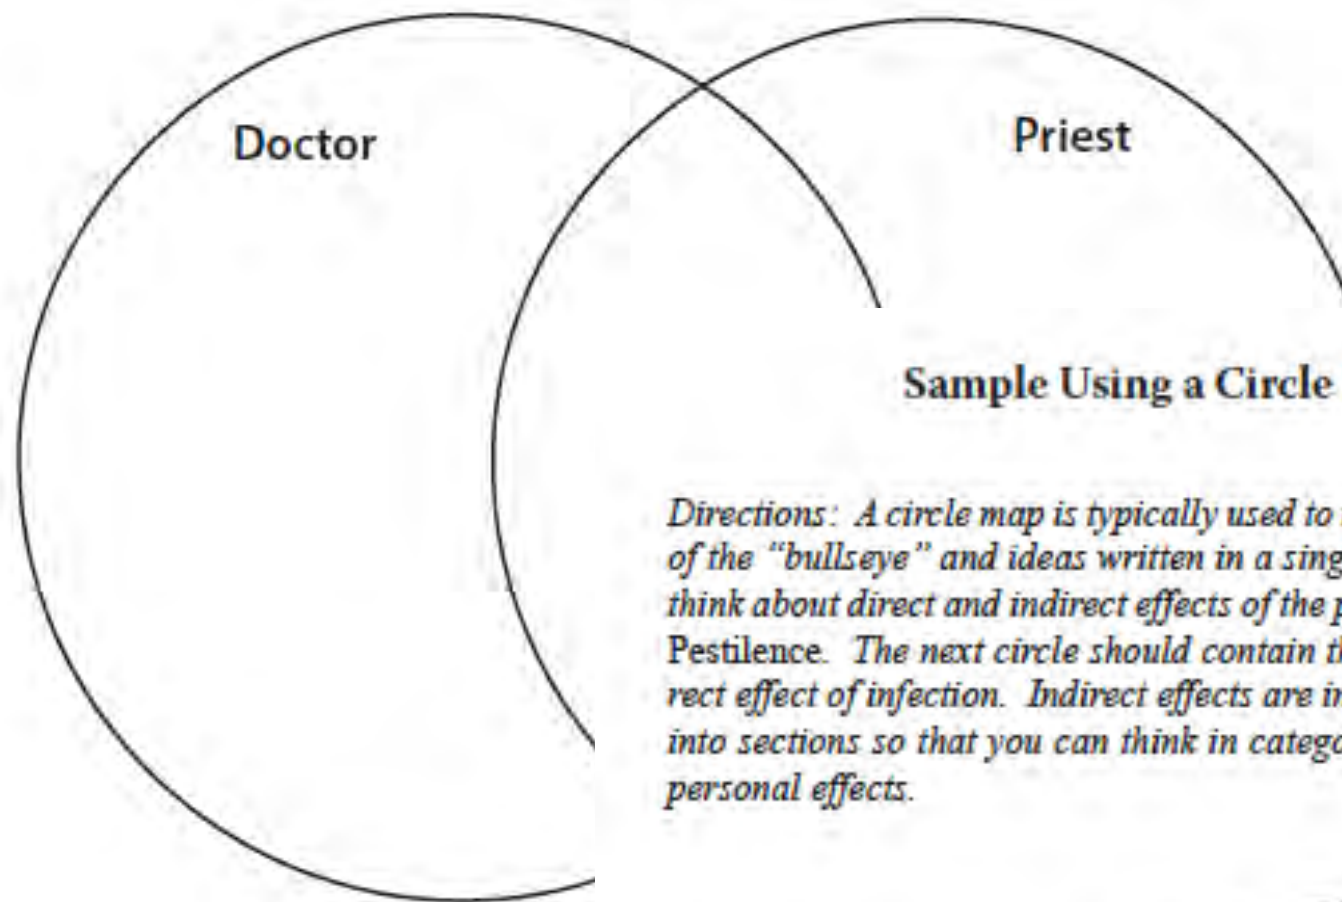 Doctor
Priest
Sample Using a Circle
Directions: A circle map is typically used to
of the “bullseye” and ideas written in a sing
think about direct and indirect effects of the p
Pestilence. The next circle should contain th
rect effect of infection. Indirect effects are in
into sections so that you can think in catego
personal effects.